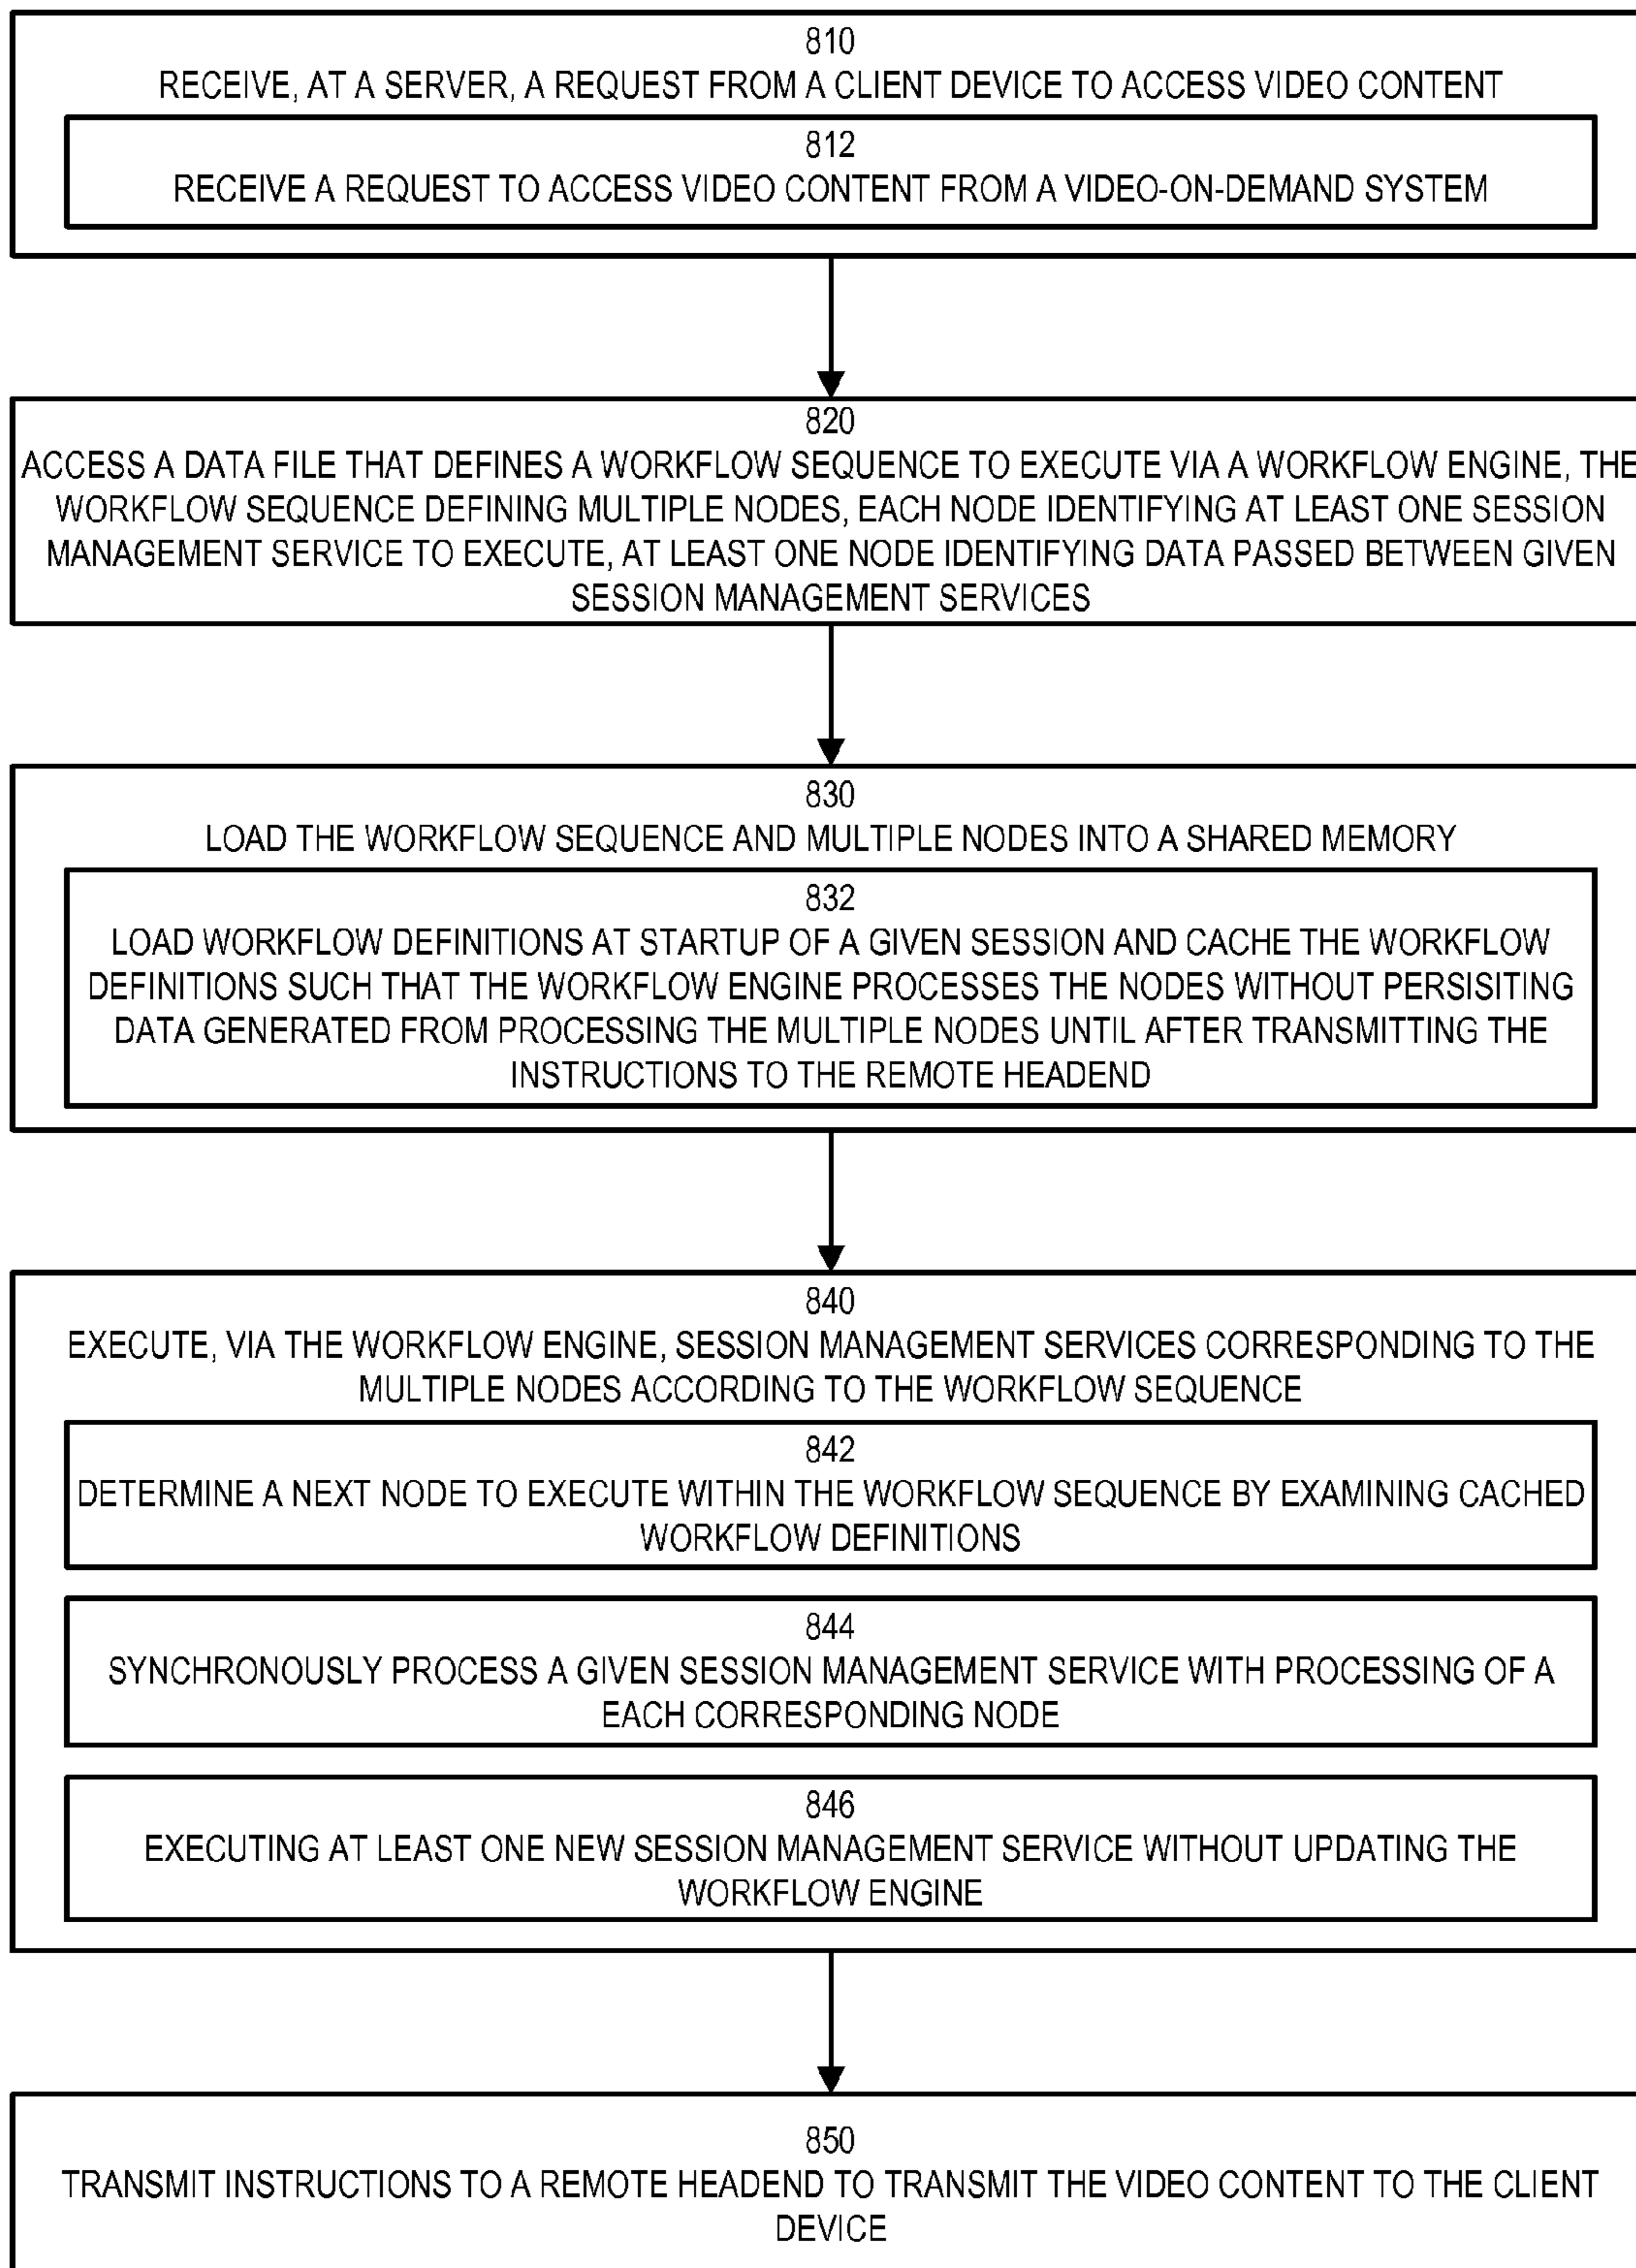 810
RECEIVE, AT A SERVER, A REQUEST FROM A CLIENT DEVICE TO ACCESS VIDEO CONTENT
812
RECEIVE A REQUEST TO ACCESS VIDEO CONTENT FROM A VIDEO-ON-DEMAND SYSTEM
820
ACCESS A DATA FILE THAT DEFINES A WORKFLOW SEQUENCE TO EXECUTE VIA A WORKFLOW ENGINE, THE
WORKFLOW SEQUENCE DEFINING MULTIPLE NODES, EACH NODE IDENTIFYING AT LEAST ONE SESSION
MANAGEMENT SERVICE TO EXECUTE, AT LEAST ONE NODE IDENTIFYING DATA PASSED BETWEEN GIVEN
SESSION MANAGEMENT SERVICES
830
LOAD THE WORKFLOW SEQUENCE AND MULTIPLE NODES INTO A SHARED MEMORY
832
LOAD WORKFLOW DEFINITIONS AT STARTUP OF A GIVEN SESSION AND CACHE THE WORKFLOW
DEFINITIONS SUCH THAT THE WORKFLOW ENGINE PROCESSES THE NODES WITHOUT PERSISITING
DATA GENERATED FROM PROCESSING THE MULTIPLE NODES UNTIL AFTER TRANSMITTING THE
INSTRUCTIONS TO THE REMOTE HEADEND
840
EXECUTE, VIA THE WORKFLOW ENGINE, SESSION MANAGEMENT SERVICES CORRESPONDING TO THE
MULTIPLE NODES ACCORDING TO THE WORKFLOW SEQUENCE
842
DETERMINE A NEXT NODE TO EXECUTE WITHIN THE WORKFLOW SEQUENCE BY EXAMINING CACHED
WORKFLOW DEFINITIONS
844
SYNCHRONOUSLY PROCESS A GIVEN SESSION MANAGEMENT SERVICE WITH PROCESSING OF A
EACH CORRESPONDING NODE
846
EXECUTING AT LEAST ONE NEW SESSION MANAGEMENT SERVICE WITHOUT UPDATING THE
WORKFLOW ENGINE
850
TRANSMIT INSTRUCTIONS TO A REMOTE HEADEND TO TRANSMIT THE VIDEO CONTENT TO THE CLIENT
DEVICE